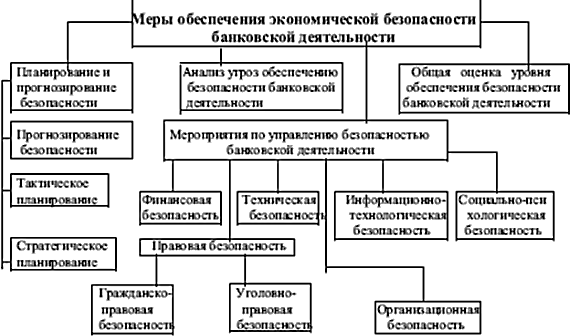 Меры обеспечения экономической безопасности
банковской деятельности
Планирование и
прогнозирование
безопасности
Анализ угроз обеспечению
безопасности банковской
деятельности
Общая оценка уровня
обеспечения безопасности
банковской деятельности
Прогнозирование
безопасности
Мероприятия по управлению безопасностью
банковской деятельности
Тактическое
планирование
Финансовая
безопасность
Техническая
безопасность
Информационно-
технологическая
безопасность
Социально-пси
хологическая
безопасность
Стратегическое
планирование
Правовая безопасность
Гражданско-
правовая
безопасность
Уголовно-
правовая
безопасность
Организационная
безопасность